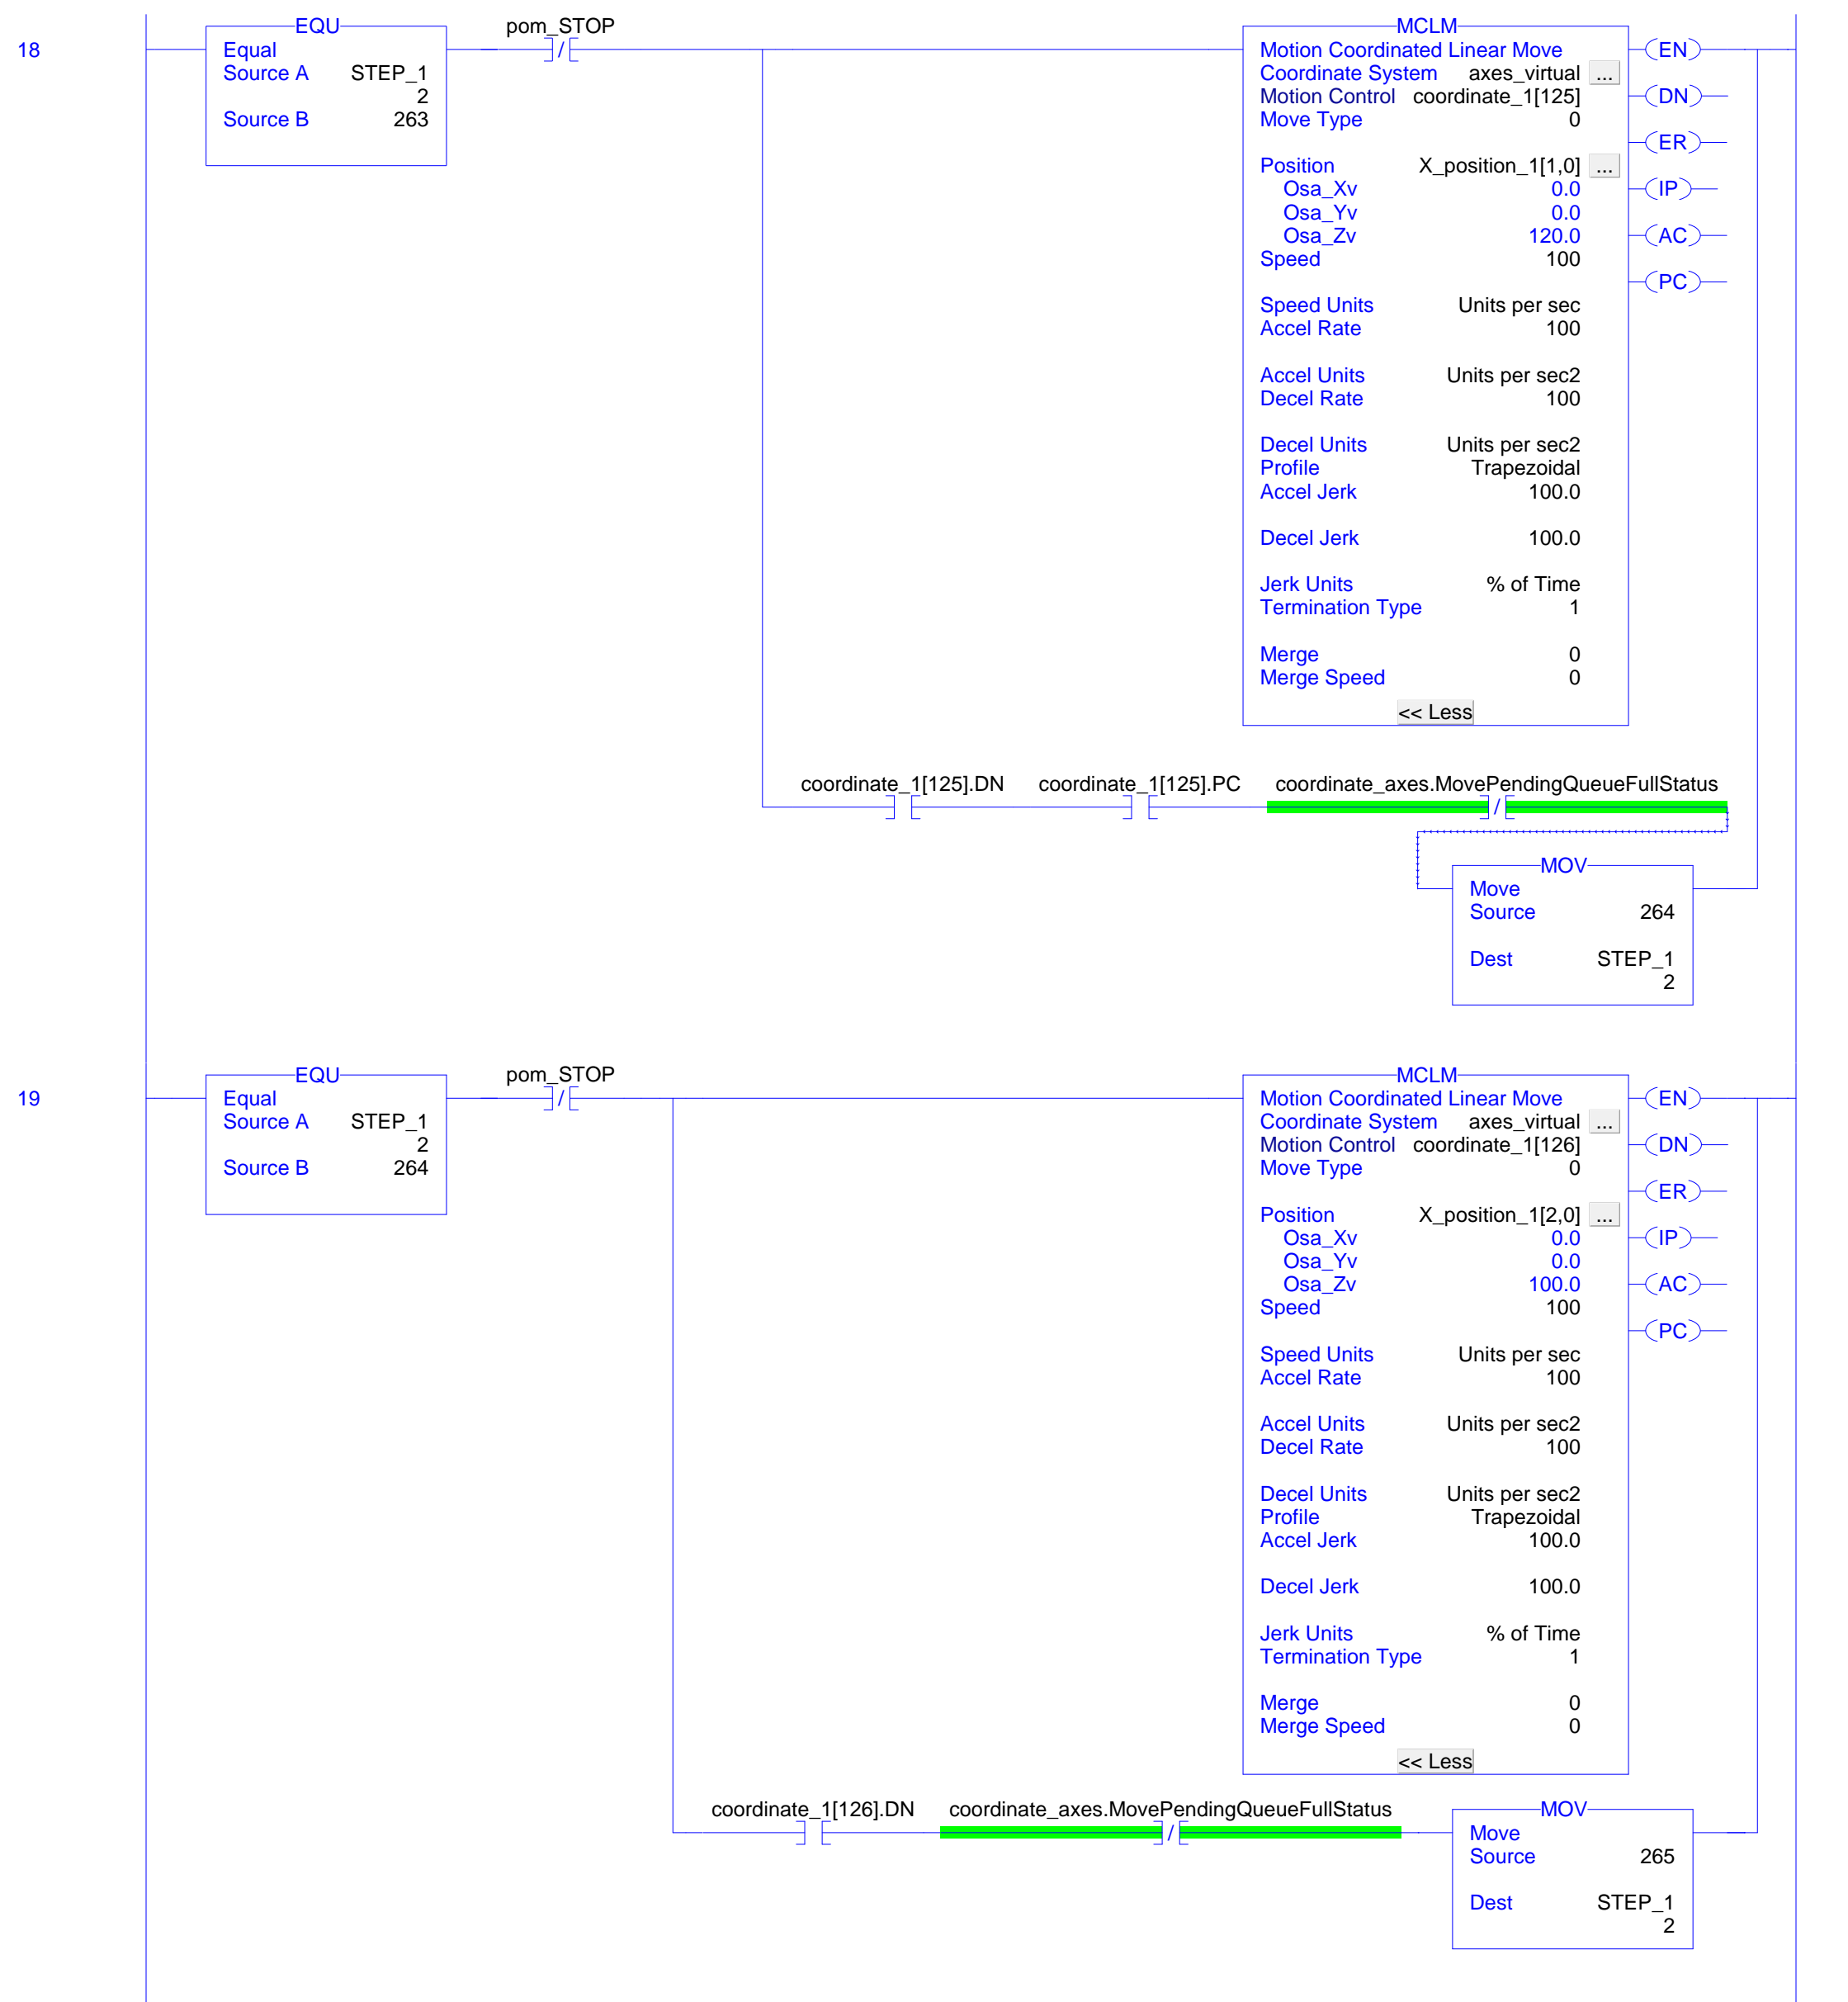 18
EQU
Equal
Source A STEP_1
2
Source B 263
pom_STOP
/
MCLM
Motion Coordinated Linear Move
Coordinate System axes_virtual ...
Motion Control coordinate_1[125]
Move Type 0
Position X_position_1[1,0] ...
Osa_Xv 0.0
Osa_Yv 0.0
Osa_Zv 120.0
Speed 100
Speed Units Units per sec
Accel Rate 100
Accel Units Units per sec2
Decel Rate 100
Decel Units Units per sec2
Profile Trapezoidal
Accel Jerk 100.0
Decel Jerk 100.0
Jerk Units % of Time
Termination Type 1
Merge 0
Merge Speed 0
<< Less
EN
DN
ER
IP
AC
PC
coordinate_1[125].DN
coordinate_1[125].PC
coordinate_axes.MovePendingQueueFullStatus
/
MOV
Move
Source 264
Dest STEP_1
2
19
EQU
Equal
Source A STEP_1
2
Source B 264
pom_STOP
/
MCLM
Motion Coordinated Linear Move
Coordinate System axes_virtual ...
Motion Control coordinate_1[126]
Move Type 0
Position X_position_1[2,0] ...
Osa_Xv 0.0
Osa_Yv 0.0
Osa_Zv 100.0
Speed 100
Speed Units Units per sec
Accel Rate 100
Accel Units Units per sec2
Decel Rate 100
Decel Units Units per sec2
Profile Trapezoidal
Accel Jerk 100.0
Decel Jerk 100.0
Jerk Units % of Time
Termination Type 1
Merge 0
Merge Speed 0
<< Less
EN
DN
ER
IP
AC
PC
coordinate_1[126].DN
coordinate_axes.MovePendingQueueFullStatus
/
MOV
Move
Source 265
Dest STEP_1
2